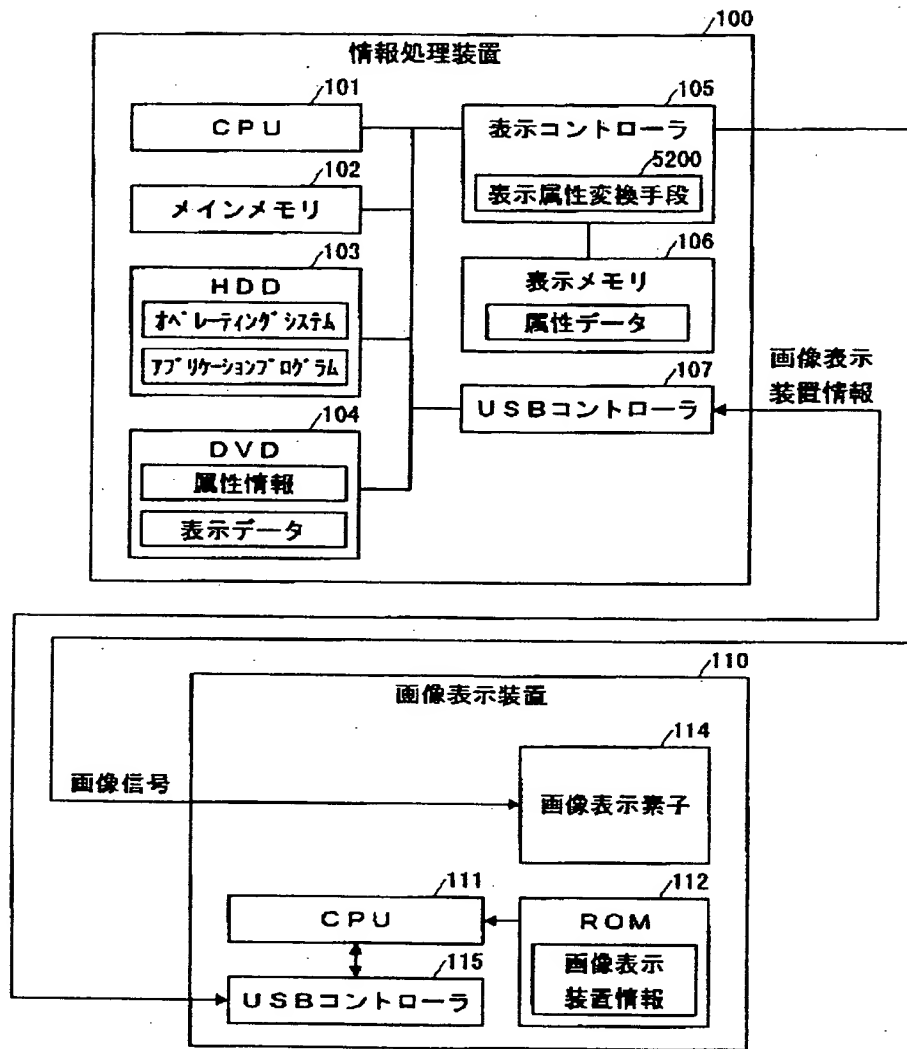 100
情報処理装置
101
CPU
102
メインメモリ
103
HDD
オペレーティングシステム
アプリケーションプログラム
104
DVD
属性情報
表示データ
105
表示コントローラ
5200
表示属性変換手段
106
表示メモリ
属性データ
107
USBコントローラ
画像表示
装置情報
110
画像表示装置
画像信号
114
画像表示素子
111
CPU
115
USBコントローラ
112
ROM
画像表示
装置情報